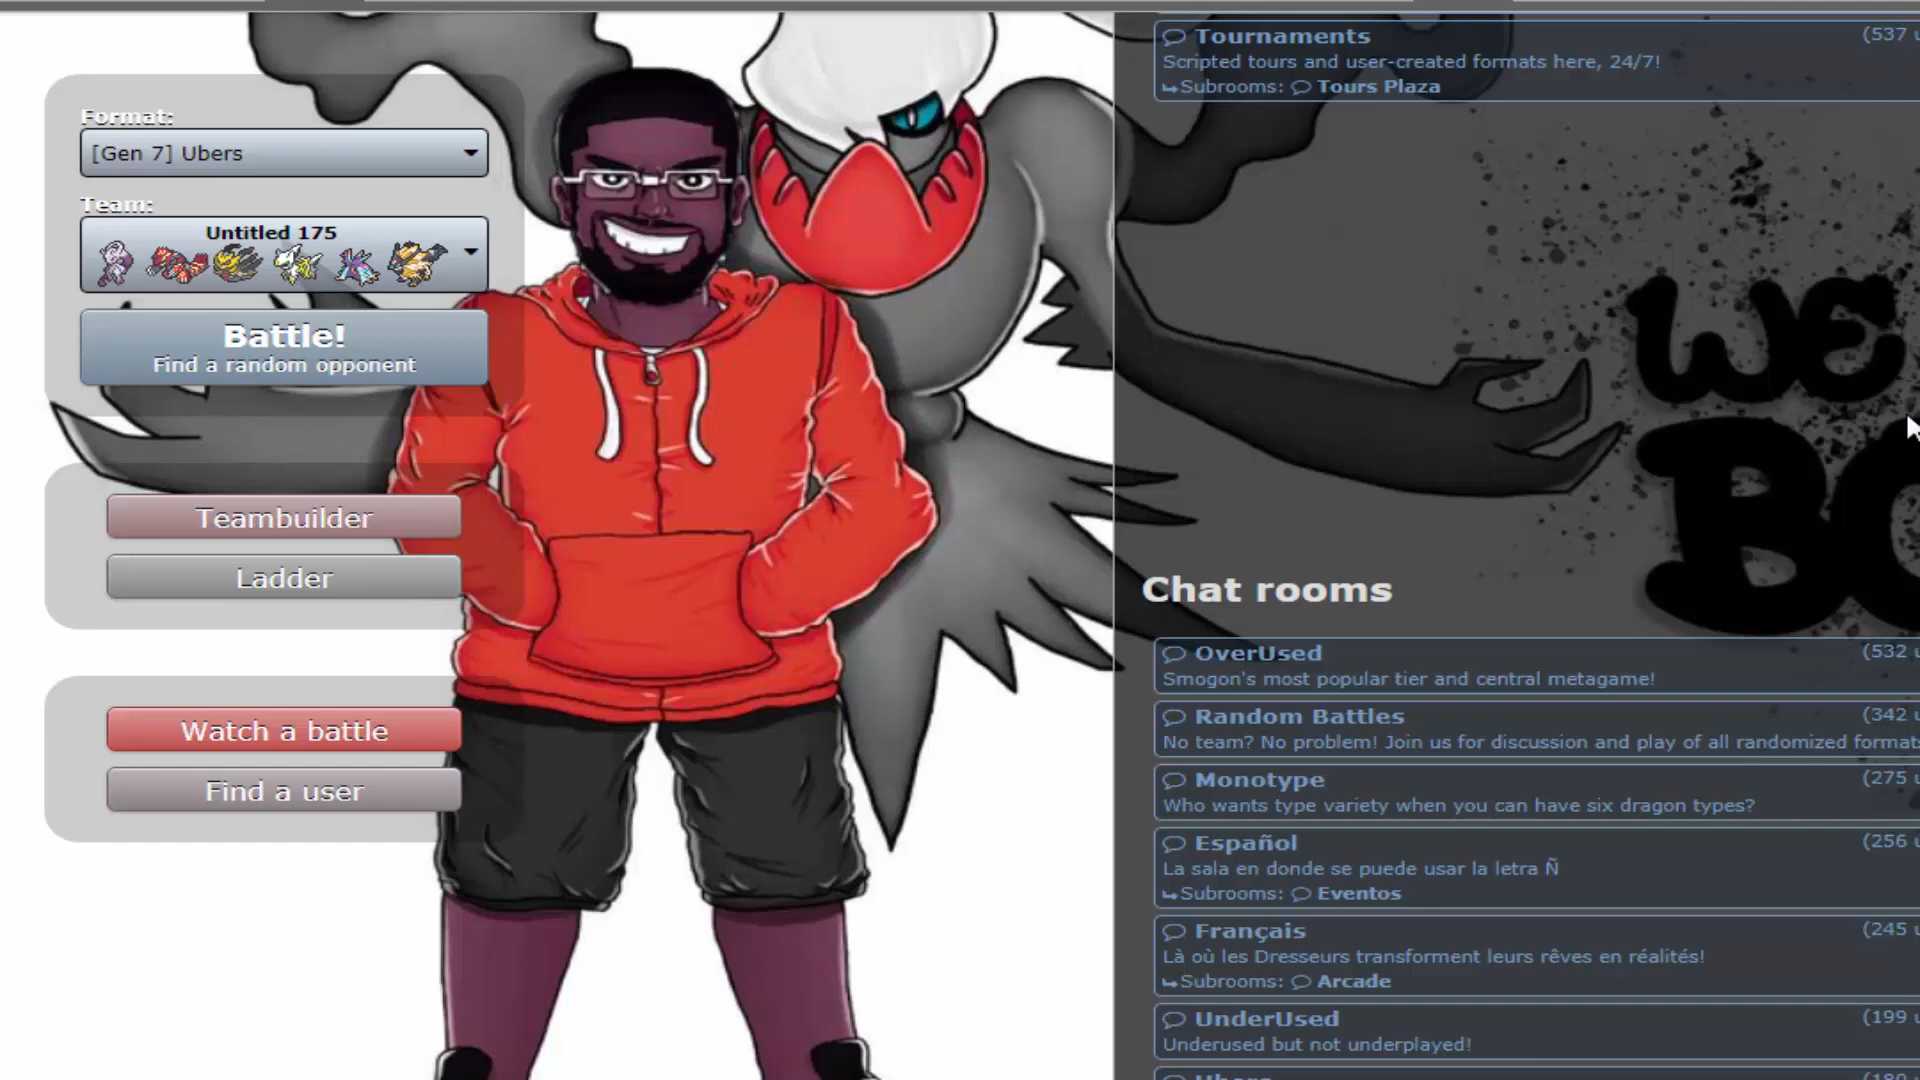 Format:
[Gen 7] Ubers
Team:
Untitled 175
Battle!
Find a random opponent
Teambuilder
Ladder
Watch a battle
Find a user
Tournaments (537 u
Scripted tours and user-created formats here, 24/7!
Subrooms: Tours Plaza
WE
BO
Chat rooms
OverUsed (532 u
Smogon's most popular tier and central metagame!
Random Battles (342 u
No team? No problem! Join us for discussion and play of all randomized formats
Monotype (275 u
Who wants type variety when you can have six dragon types?
Español (256 u
La sala en donde se puede usar la letra Ñ
Subrooms: Eventos
Français (245 u
Là où les Dresseurs transforment leurs rêves en réalités!
Subrooms: Arcade
UnderUsed (199 u
Underused but not underplayed!